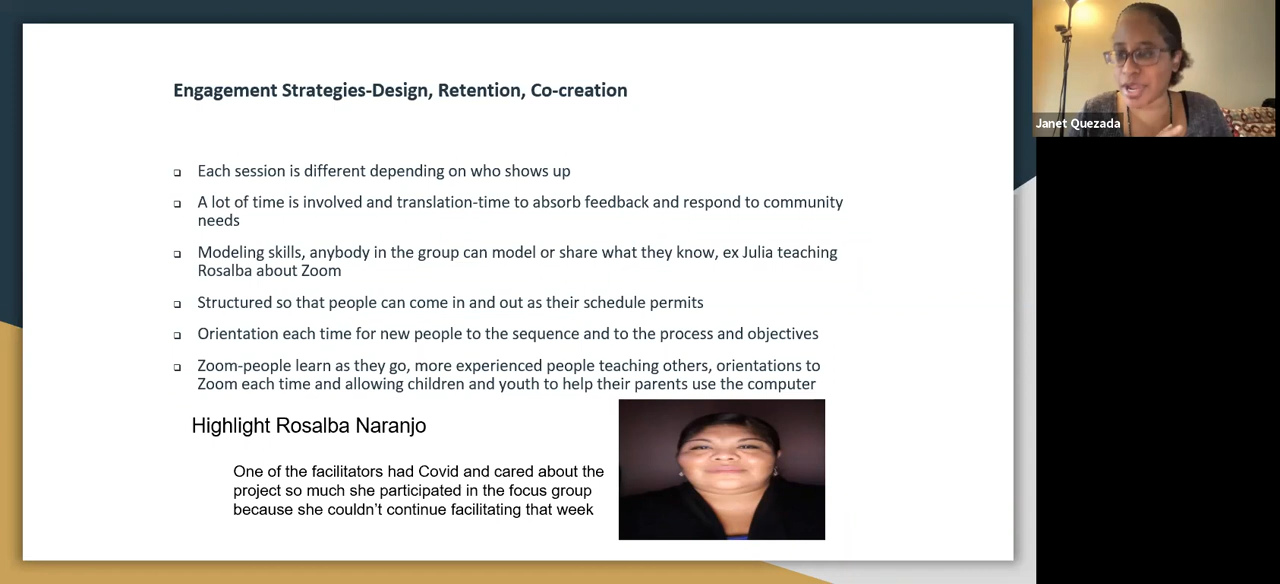 Engagement Strategies-Design, Retention, Co-creation
Each session is different depending on who shows up
A lot of time is involved and translation-time to absorb feedback and respond to community
needs
Modeling skills, anybody in the group can model or share what they know, ex Julia teaching
Rosalba about Zoom
Structured so that people can come in and out as their schedule permits
Orientation each time for new people to the sequence and to the process and objectives
Zoom-people learn as they go, more experienced people teaching others, orientations to
Zoom each time and allowing children and youth to help their parents use the computer
Highlight Rosalba Naranjo
One of the facilitators had Covid and cared about the
project so much she participated in the focus group
because she couldn't continue facilitating that week
Janet Quezada